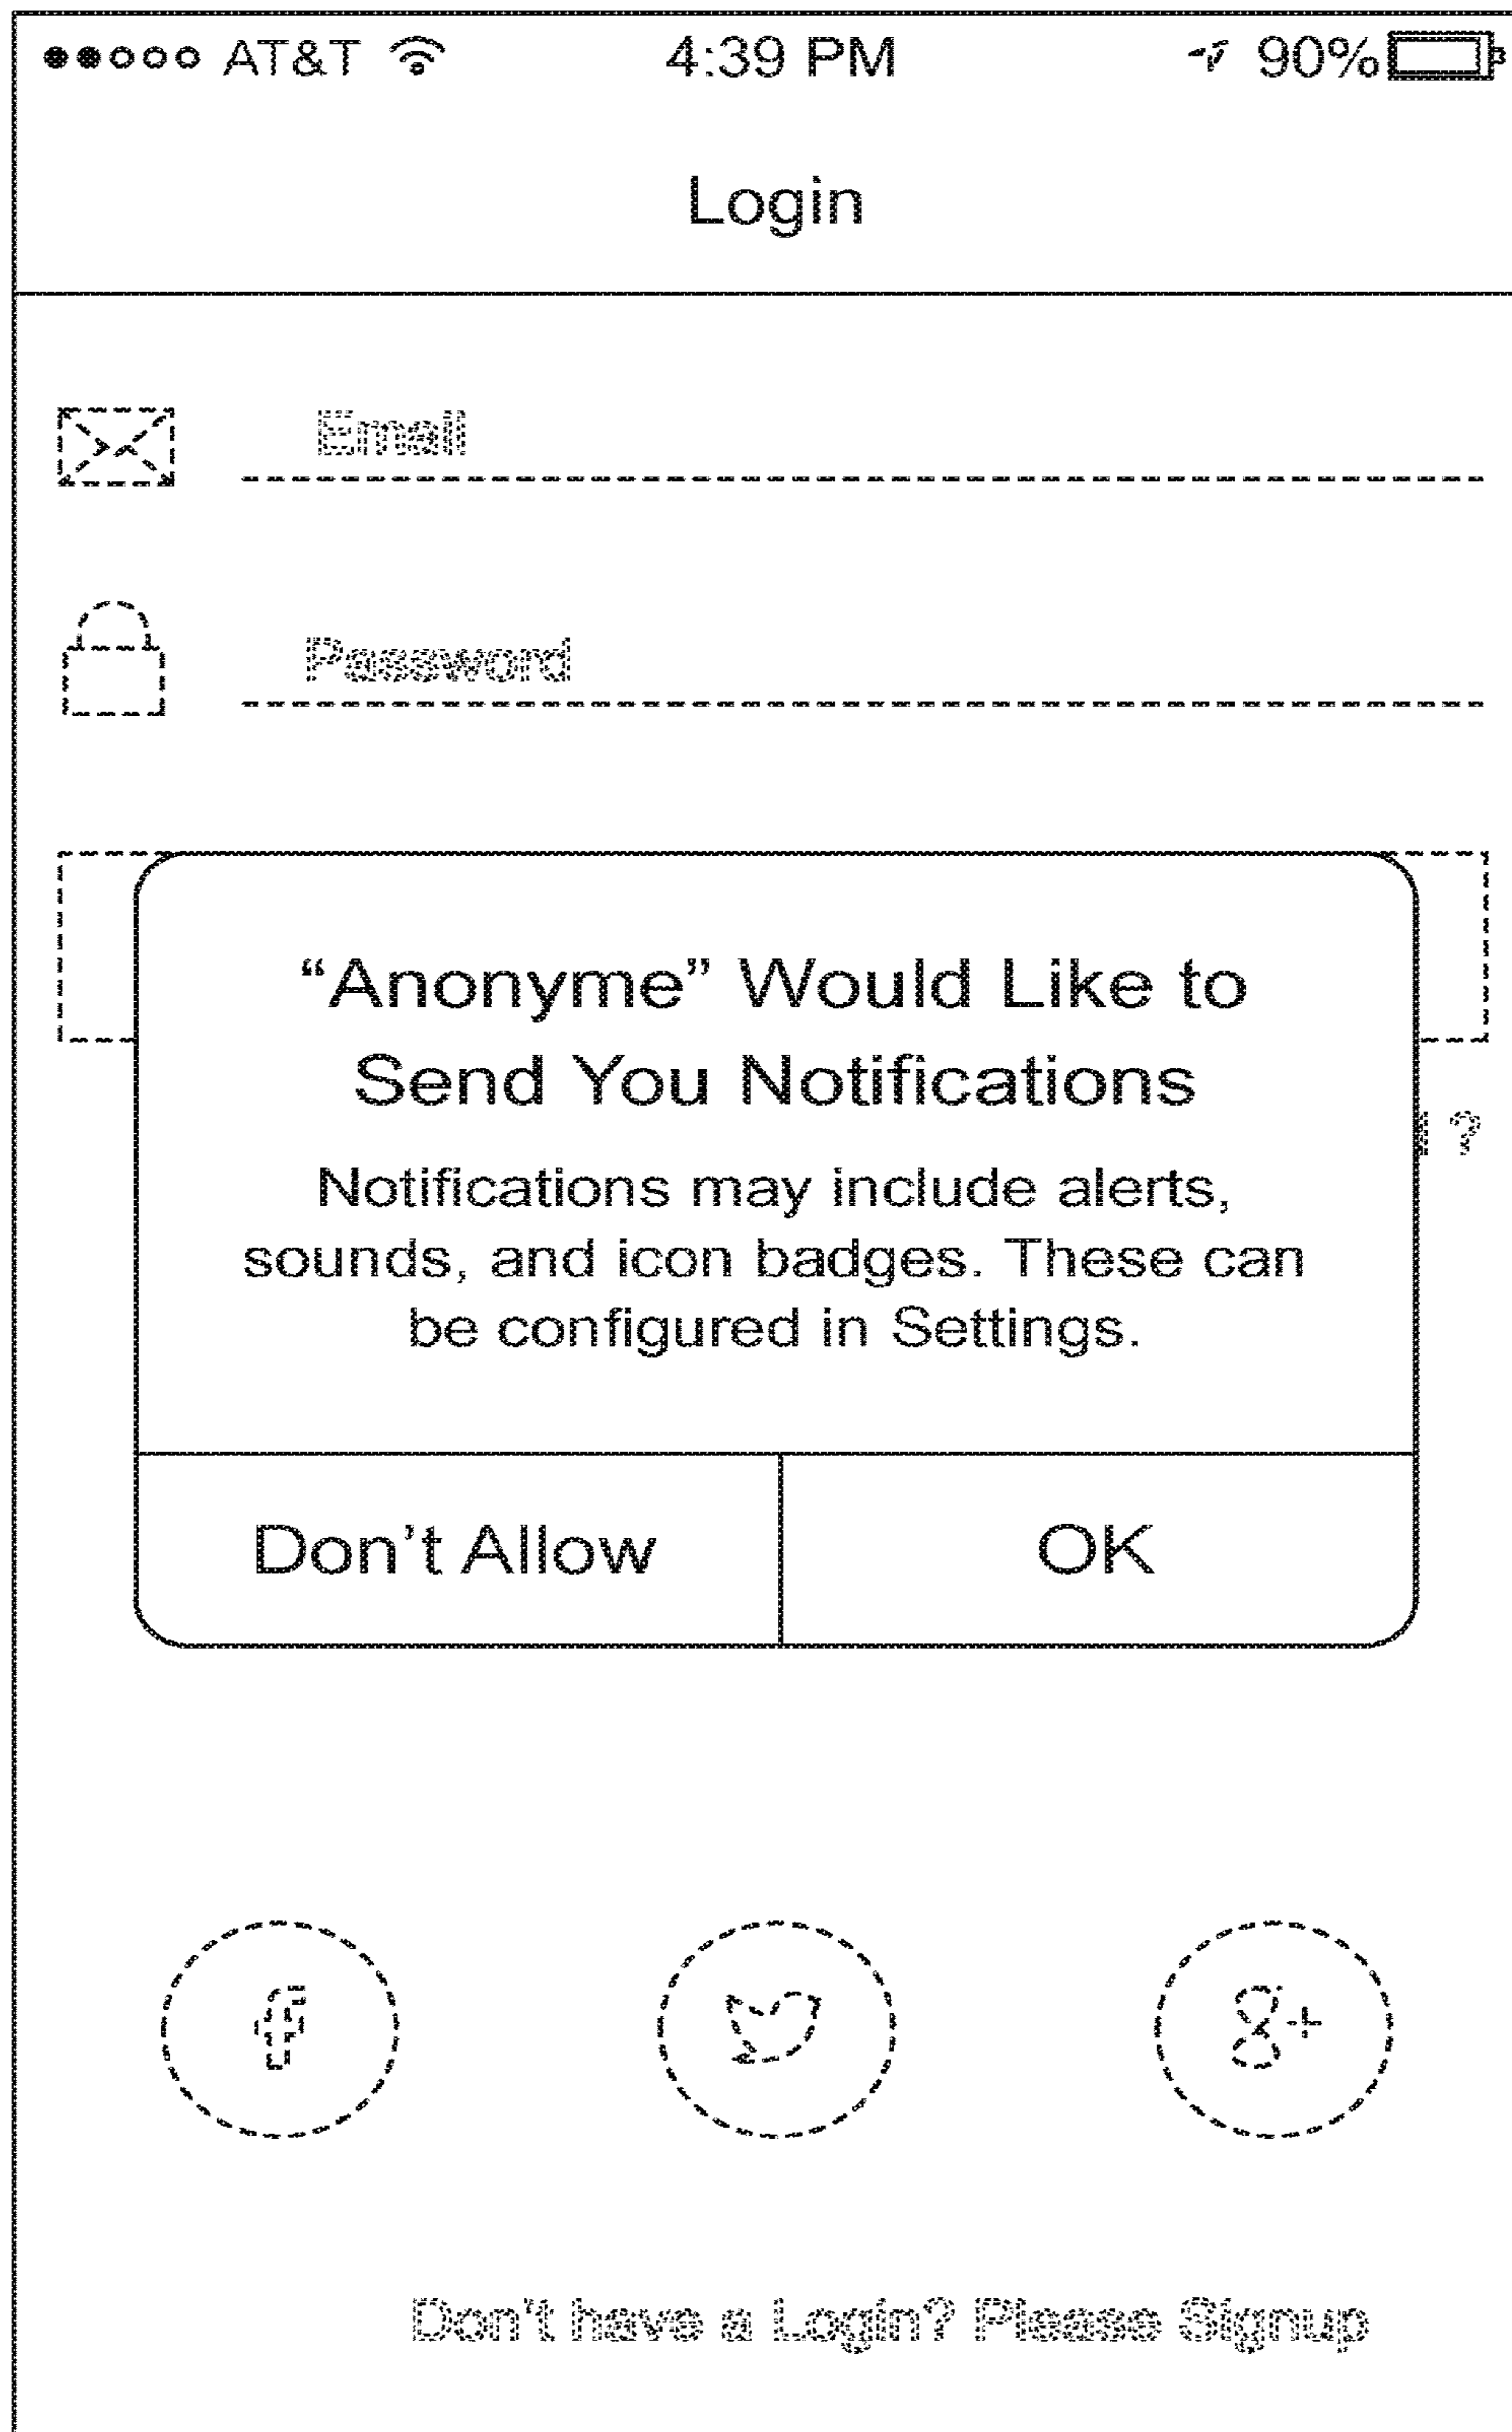 AT&T 4:39 PM 90%
Login
Email
Password
“Anonyme” Would Like to
Send You Notifications
?
Notifications may include alerts,
sounds, and icon badges. These can
be configured in Settings.
Don’t Allow OK
f 8+
Don't have a Login? Please Signup